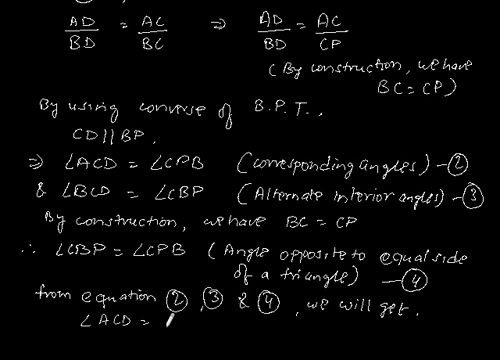 AD/BD = AC/BC ⇒ AD/BD = AC/CP
(By construction, we have
BC = CP)
By using converse of B.P.T.,
CD||BP,
⇒ ∠ACD = ∠CPB (corresponding angles) –②
& ∠BCD = ∠CBP (Alternate interior angles) –③
By construction, we have BC = CP
∴ ∠CBP = ∠CPB (Angle opposite to equal side
of a triangle) –④
from equation ②, ③ & ④, we will get.
∠ACD =